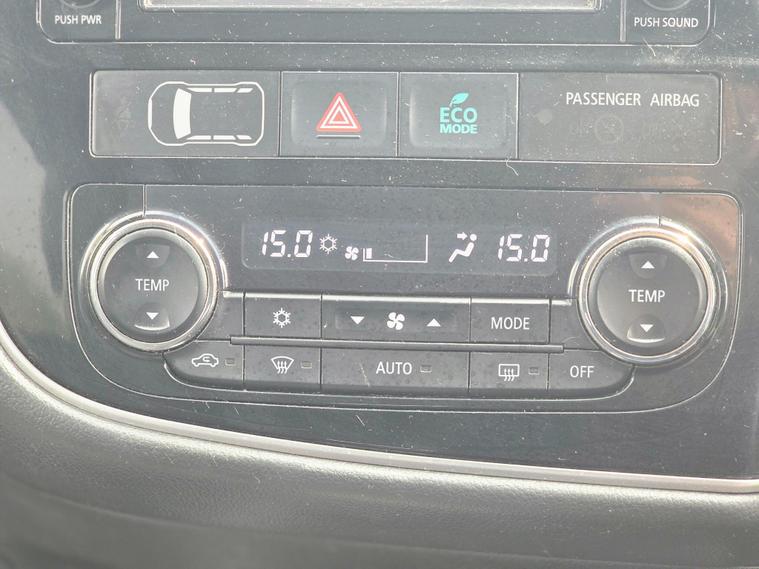 PUSH PWR
PUSH SOUND
ECO
MODE
PASSENGER AIRBAG
15.0
15.0
TEMP
TEMP
MODE
AUTO
OFF